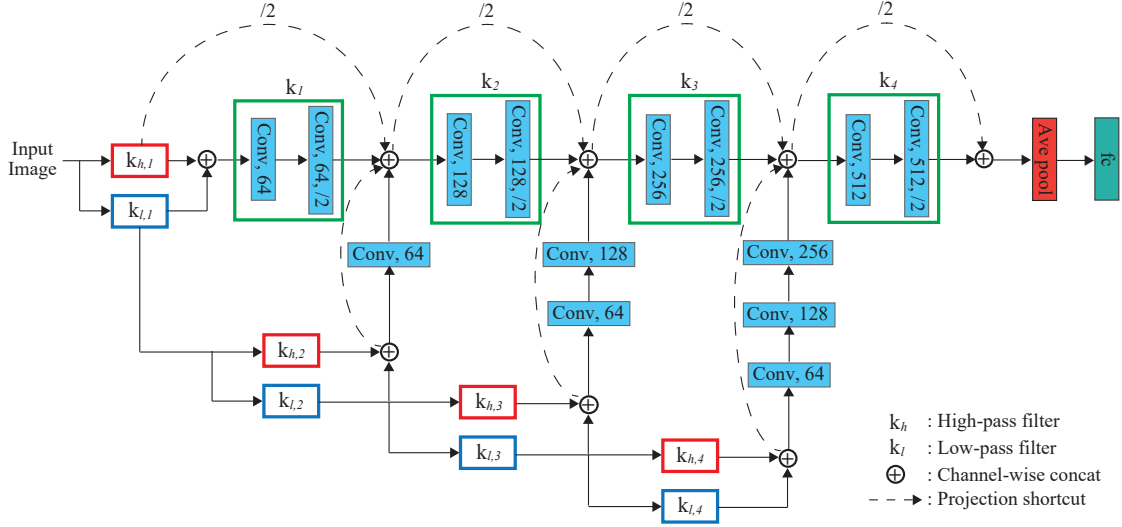 /2
/2
/2
/2
k1
k2
k3
k4
Input
Image
kh,1
kl,1
Conv, 64
Conv, 64, /2
Conv, 128
Conv, 128, /2
Conv, 256
Conv, 256, /2
Conv, 512
Conv, 512, /2
Ave pool
fc
Conv, 64
Conv, 128
Conv, 256
Conv, 64
Conv, 128
kh,2
Conv, 64
kl,2
kh,3
kl,3
kh,4
kl,4
kh : High-pass filter
kl : Low-pass filter
: Channel-wise concat
: Projection shortcut